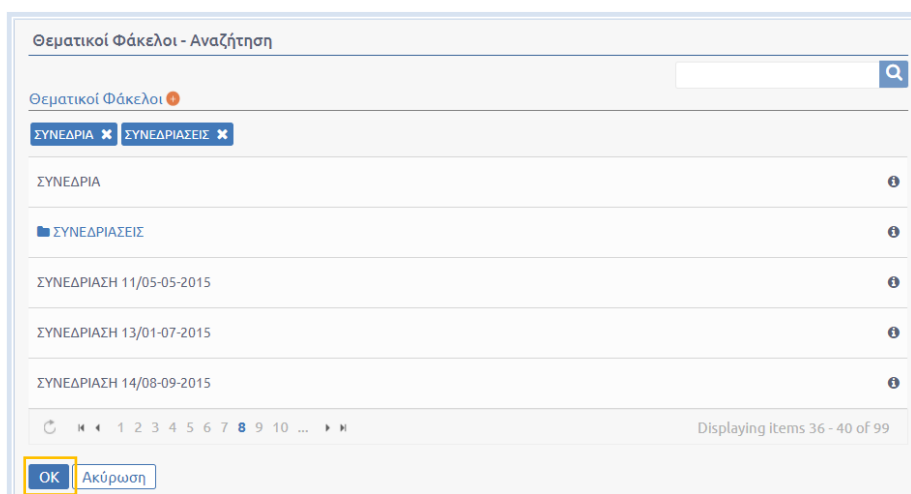 Θεματικοί Φάκελοι - Αναζήτηση
Θεματικοί Φάκελοι
ΣΥΝΕΔΡΙΑ ✖ ΣΥΝΕΔΡΙΑΣΕΙΣ ✖
ΣΥΝΕΔΡΙΑ
ΣΥΝΕΔΡΙΑΣΕΙΣ
ΣΥΝΕΔΡΙΑΣΗ 11/05-05-2015
ΣΥΝΕΔΡΙΑΣΗ 13/01-07-2015
ΣΥΝΕΔΡΙΑΣΗ 14/08-09-2015
1 2 3 4 5 6 7 8 9 10 ... Displaying items 36 - 40 of 99
OK Ακύρωση